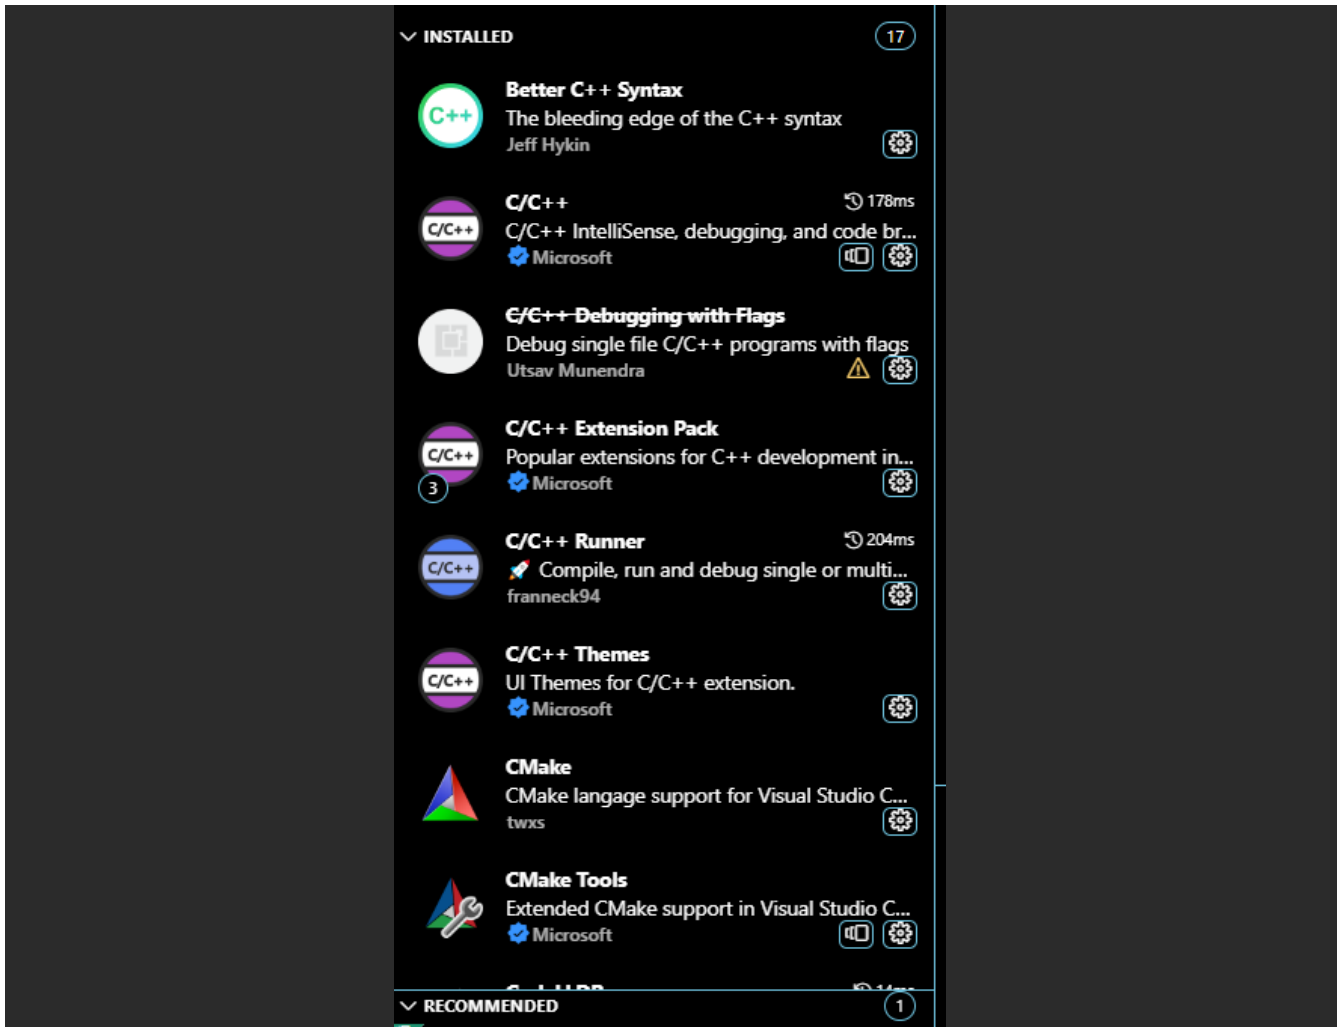 INSTALLED 17
Better C++ Syntax
C++
The bleeding edge of the C++ syntax
Jeff Hykin
C/C++ 178ms
C/C++
C/C++ IntelliSense, debugging, and code br...
Microsoft
C/C++ Debugging with Flags
Debug single file C/C++ programs with flags
Utsav Munendra
C/C++ Extension Pack
C/C++
Popular extensions for C++ development in...
3
Microsoft
C/C++ Runner 204ms
C/C++
🚀 Compile, run and debug single or multi...
franneck94
C/C++ Themes
C/C++
UI Themes for C/C++ extension.
Microsoft
CMake
CMake langage support for Visual Studio C...
twxs
CMake Tools
Extended CMake support in Visual Studio C...
Microsoft
RECOMMENDED 1